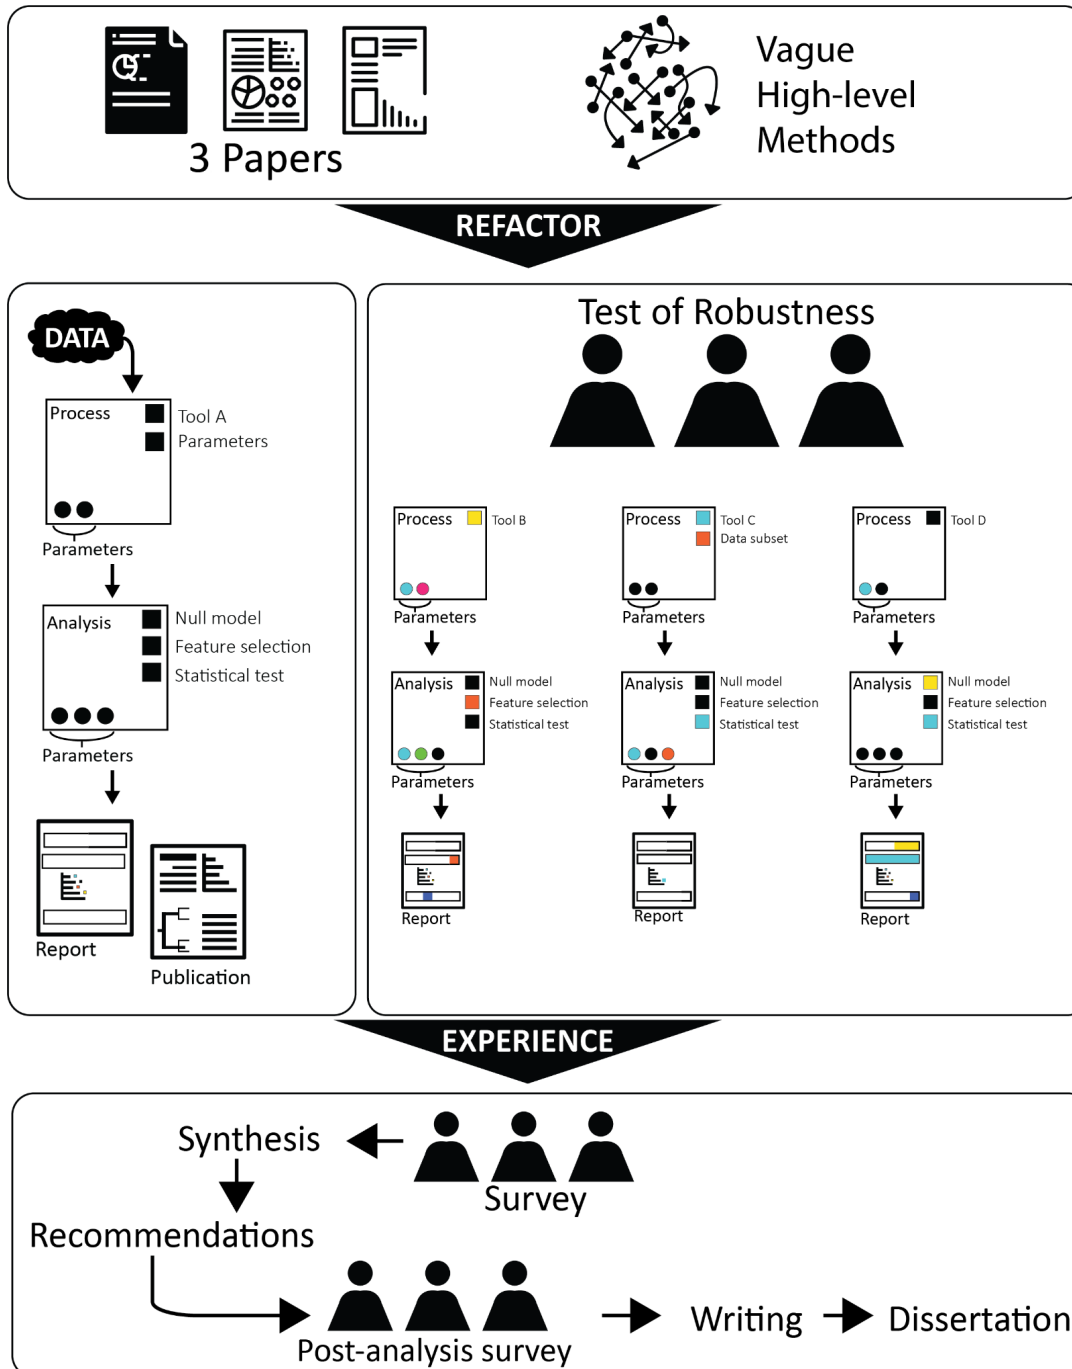 3 Papers
Vague
High-level
Methods
REFACTOR
DATA
Process
Tool A
Parameters
Parameters
Analysis
Null model
Feature selection
Statistical test
Parameters
Report
Publication
Test of Robustness
Process
Tool B
Parameters
Analysis
Null model
Feature selection
Statistical test
Parameters
Report
Process
Tool C
Data subset
Parameters
Analysis
Null model
Feature selection
Statistical test
Parameters
Report
Process
Tool D
Parameters
Analysis
Null model
Feature selection
Statistical test
Parameters
Report
EXPERIENCE
Synthesis
Survey
Recommendations
Post-analysis survey
Writing
Dissertation